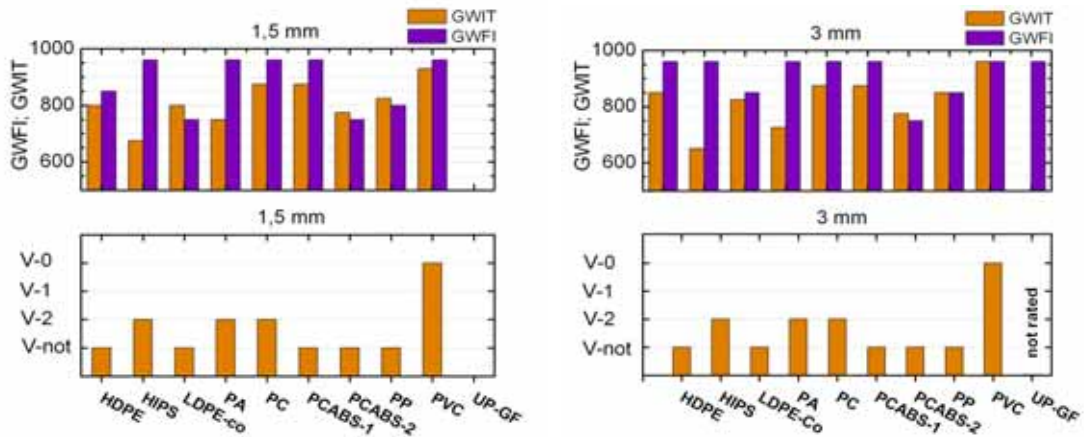 GWIT
GWFI
1,5 mm
1000
800
600
GWFI; GWIT
1,5 mm
V-0
V-1
V-2
V-not
HDPE
HIPS
LDPE-co
PA
PC
PCABS-1
PCABS-2
PP
PVC
UP-GF
GWIT
GWFI
3 mm
1000
800
600
GWFI; GWIT
3 mm
V-0
V-1
V-2
V-not
not rated
HDPE
HIPS
LDPE-Co
PA
PC
PCABS-1
PCABS-2
PP
PVC
UP-GF